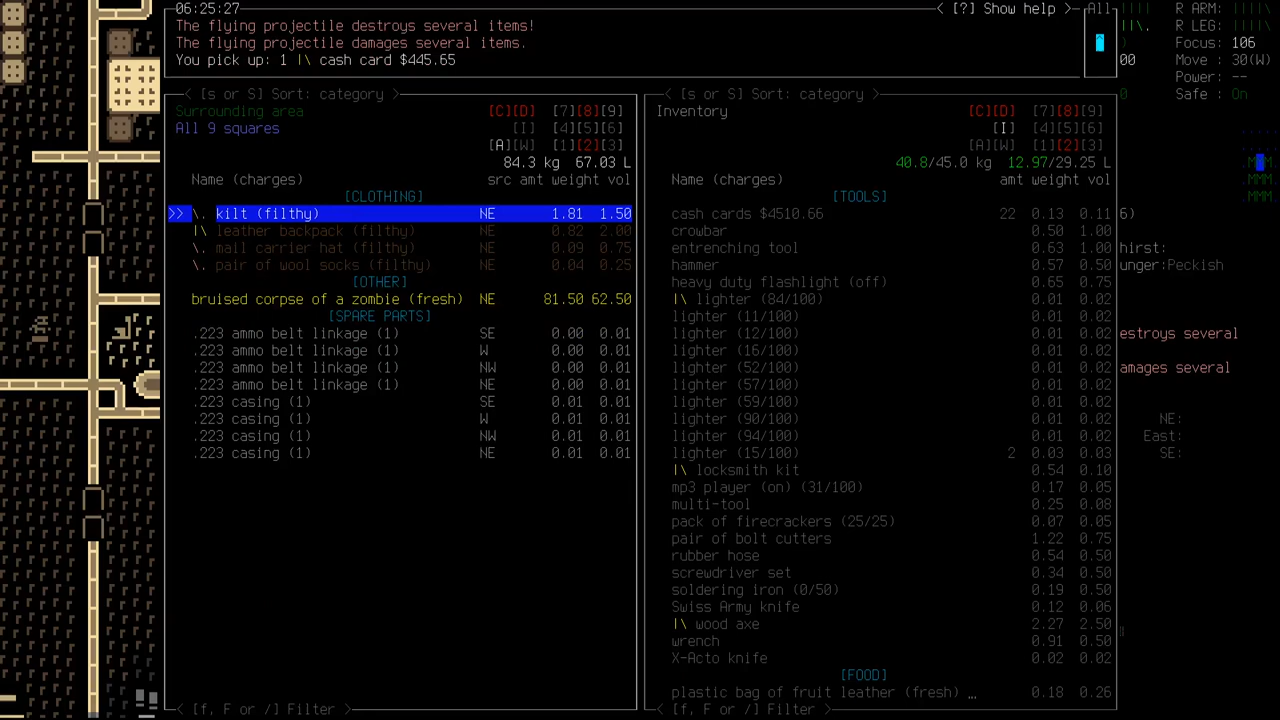 06:25:27
< [?] Show help >
All
The flying projectile destroys several items!
The flying projectile damages several items.
You pick up: 1 |\ cash card $445.65
R ARM:
R LEG:
Focus: 106
00 Move : 30(W)
Power: --
0 Safe : On
< [s or S] Sort: category >
Surrounding area [C][D] [7][8][9]
All 9 squares [I] [4][5][6]
[A][W] [1][2][3]
84.3 kg 67.03 L
Name (charges) src amt weight vol
[CLOTHING]
>> \. kilt (filthy) NE 1.81 1.50
|\ leather backpack (filthy) NE 0.82 2.00
\. mail carrier hat (filthy) NE 0.09 0.75
\. pair of wool socks (filthy) NE 0.04 0.25
[OTHER]
bruised corpse of a zombie (fresh) NE 81.50 62.50
[SPARE PARTS]
.223 ammo belt linkage (1) SE 0.00 0.01
.223 ammo belt linkage (1) W 0.00 0.01
.223 ammo belt linkage (1) NW 0.00 0.01
.223 ammo belt linkage (1) NE 0.00 0.01
.223 casing (1) SE 0.01 0.01
.223 casing (1) W 0.01 0.01
.223 casing (1) NW 0.01 0.01
.223 casing (1) NE 0.01 0.01
< [f, F or /] Filter >
< [s or S] Sort: category >
Inventory [C][D] [7][8][9]
[I] [4][5][6]
[A][W] [1][2][3]
40.8/45.0 kg 12.97/29.25 L
Name (charges) amt weight vol
[TOOLS]
cash cards $4510.66 22 0.13 0.11
crowbar 0.50 1.00
entrenching tool 0.63 1.00
hammer 0.57 0.50
heavy duty flashlight (off) 0.65 0.75
|\ lighter (84/100) 0.01 0.02
lighter (11/100) 0.01 0.02
lighter (12/100) 0.01 0.02
lighter (16/100) 0.01 0.02
lighter (52/100) 0.01 0.02
lighter (57/100) 0.01 0.02
lighter (59/100) 0.01 0.02
lighter (90/100) 0.01 0.02
lighter (94/100) 0.01 0.02
lighter (15/100) 2 0.03 0.03
|\ locksmith kit 0.54 0.10
mp3 player (on) (31/100) 0.17 0.05
multi-tool 0.25 0.08
pack of firecrackers (25/25) 0.07 0.05
pair of bolt cutters 1.22 0.75
rubber hose 0.54 0.50
screwdriver set 0.34 0.50
soldering iron (0/50) 0.19 0.50
Swiss Army knife 0.12 0.06
|\ wood axe 2.27 2.50
wrench 0.91 0.50
X-Acto knife 0.02 0.02
[FOOD]
plastic bag of fruit leather (fresh) … 0.18 0.26
< [f, F or /] Filter >
6)
hirst:
unger:Peckish
estroys several
amages several
NE:
East:
SE: